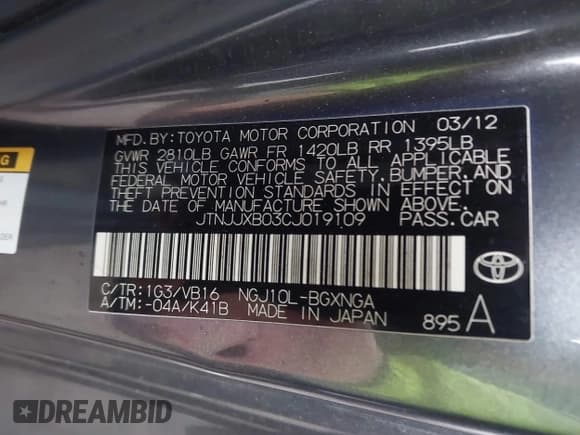 MFD.BY:TOYOTA MOTOR CORPORATION 03/12
GVWR 2810LB GAWR FR 1420LB RR 1395LB
THIS VEHICLE CONFORMS TO ALL APPLICABLE
FEDERAL MOTOR VEHICLE SAFETY,BUMPER,AND
THEFT PREVENTION STANDARDS IN EFFECT ON
THE DATE OF MANUFACTURE SHOWN ABOVE.
JTNJJXB03CJ019109 PASS.CAR
C/TR:1G3/VB16 NGJ10L-BGXNGA
A/TM:-04A/K41B MADE IN JAPAN 895 A
DREAMBID